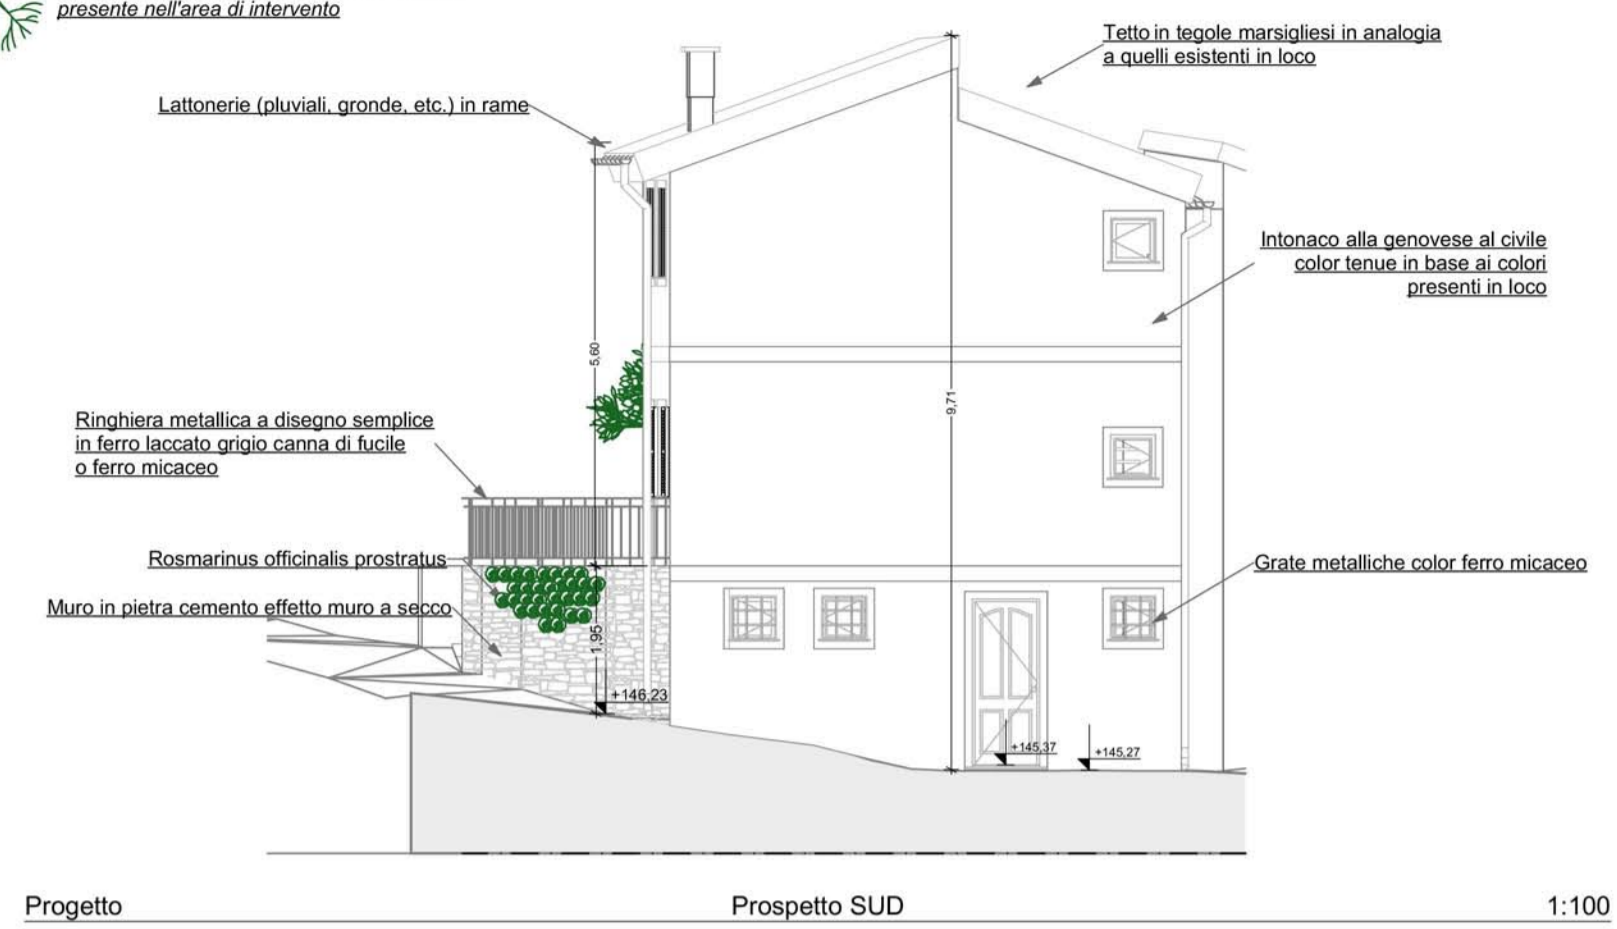 presente nell'area di intervento
Tetto in tegole marsigliesi in analogia
a quelli esistenti in loco
Lattonerie (pluviali, gronde, etc.) in rame
Intonaco alla genovese al civile
color tenue in base ai colori
presenti in loco
5,60
9,71
Ringhiera metallica a disegno semplice
in ferro laccato grigio canna di fucile
o ferro micaceo
Rosmarinus officinalis prostratus
Grate metalliche color ferro micaceo
Muro in pietra cemento effetto muro a secco
1,95
+146,23
+145,37
+145,27
Progetto
Prospetto SUD
1:100